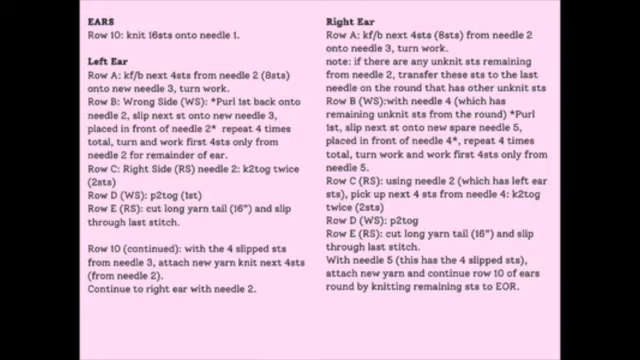 EARS
Row 10: knit 16sts onto needle 1.
Left Ear
Row A: kf/b next 4sts from needle 2 (8sts)
onto new needle 3, turn work.
Row B: Wrong Side (WS): *Purl 1st back onto
needle 2, slip next st onto new needle 3,
placed in front of needle 2* repeat 4 times
total, turn and work first 4sts only from
needle 2 for remainder of ear.
Row C: Right Side (RS) needle 2: k2tog twice
(2sts)
Row D (WS): p2tog (1st)
Row E (RS): cut long yarn tail (16") and slip
through last stitch.
Row 10 (continued): with the 4 slipped sts
from needle 3, attach new yarn knit next 4sts
(from needle 2).
Continue to right ear with needle 2.
Right Ear
Row A: kf/b next 4sts (8sts) from needle 2
onto needle 3, turn work.
note: if there are any unknit sts remaining
from needle 2, transfer these sts to the last
needle on the round that has other unknit sts
Row B (WS):with needle 4 (which has
remaining unknit sts from the round) *Purl
1st, slip next st onto new spare needle 5,
placed in front of needle 4*, repeat 4 times
total, turn work and work first 4sts only from
needle 5.
Row C (RS): using needle 2 (which has left ear
sts), pick up next 4 sts from needle 4: k2tog
twice (2sts)
Row D (WS): p2tog
Row E (RS): cut long yarn tail (16") and slip
through last stitch.
With needle 5 (this has the 4 slipped sts),
attach new yarn and continue row 10 of ears
round by knitting remaining sts to EOR.